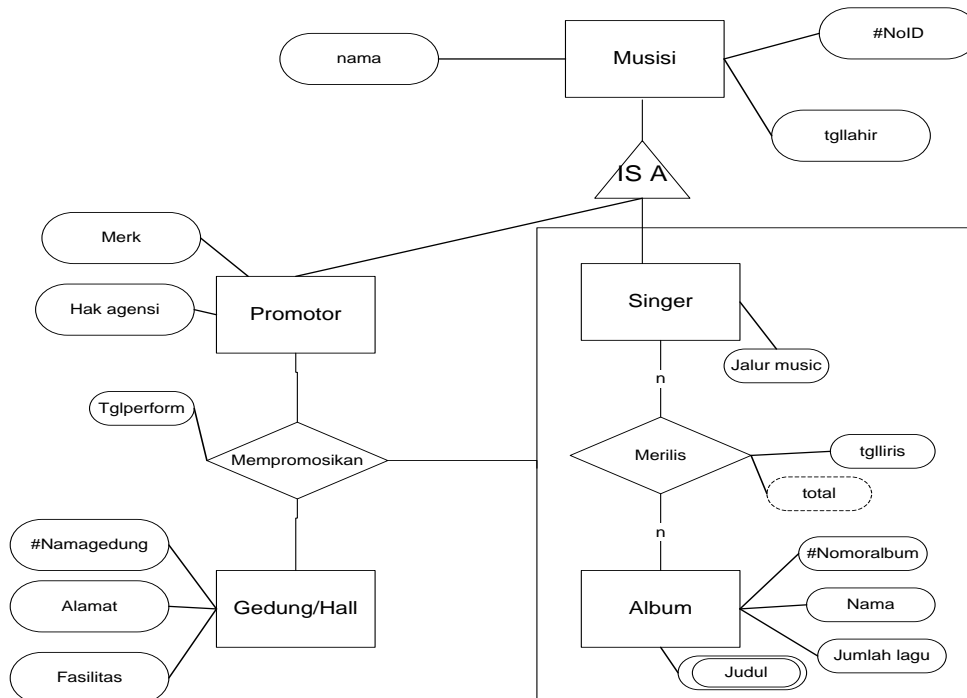 #NoID
nama
Musisi
tgllahir
IS A
Merk
Hak agensi
Promotor
Singer
Jalur music
n
Tglperform
Mempromosikan
Merilis
tglliris
total
n
#Namagedung
#Nomoralbum
Alamat
Gedung/Hall
Album
Nama
Jumlah lagu
Fasilitas
Judul